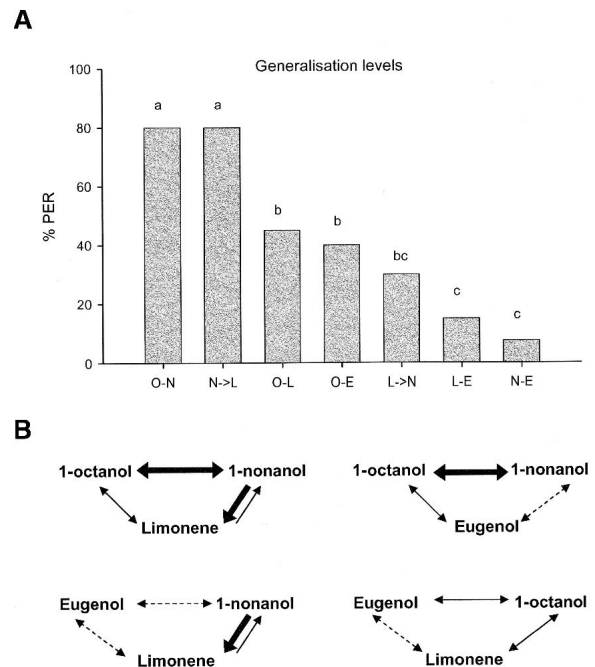 A
Generalisation levels
100
80
60
40
20
0
% PER
a a b b bc c c
O-N N->L O-L O-E L->N L-E N-E
B
1-octanol 1-nonanol
Limonene
1-octanol 1-nonanol
Eugenol
Eugenol 1-nonanol
Limonene
Eugenol 1-octanol
Limonene